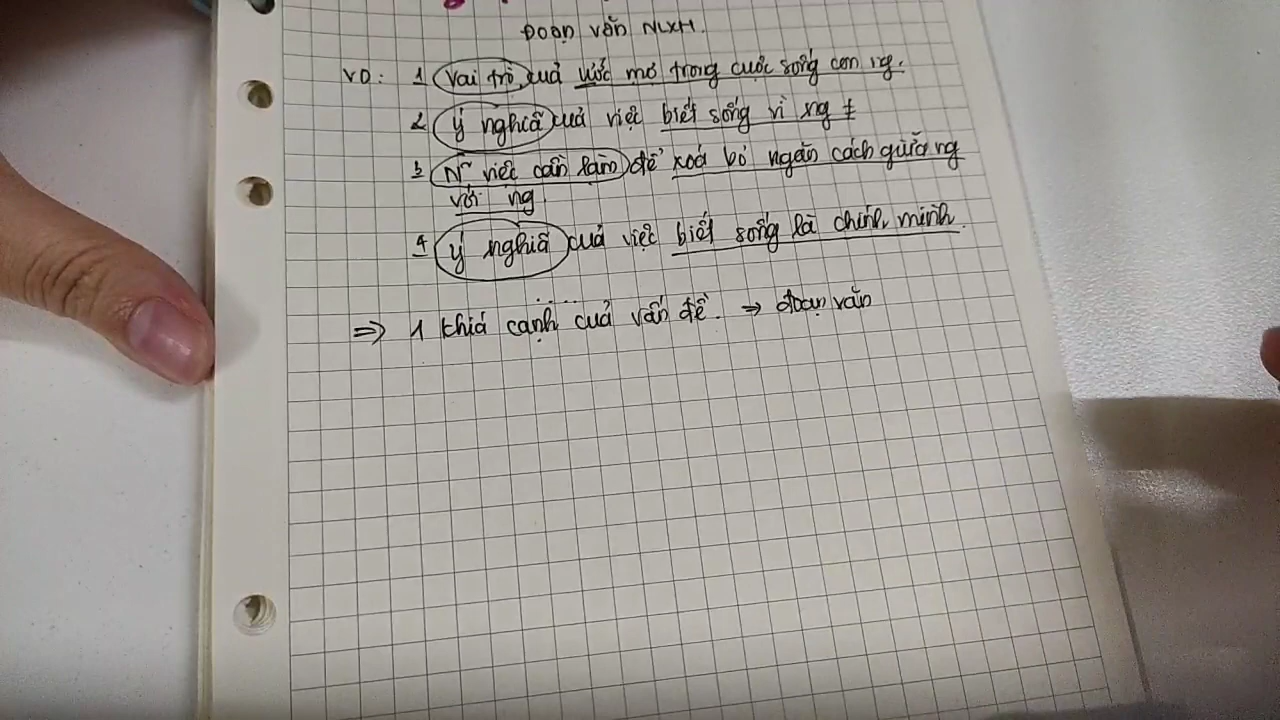 Đoạn văn NLXH.
VD: 1 Vai trò của ước mơ trong cuộc sống con ng.
2 Ý nghĩa của việc biết sống vì ng ≠
3 N~ việc cần làm để xoá bỏ ngăn cách giữa ng
với ng
4 Ý nghĩa của việc biết sống là chính mình.
.....
=> 1 khía cạnh của vấn đề. → đoạn văn